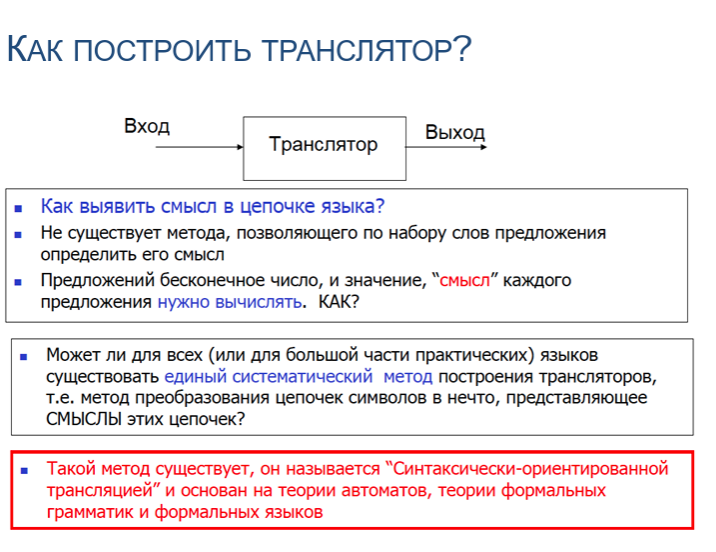 КАК ПОСТРОИТЬ ТРАНСЛЯТОР?
Вход
Транслятор
Выход
Как выявить смысл в цепочке языка?
Не существует метода, позволяющего по набору слов предложения
определить его смысл
Предложений бесконечное число, и значение, “смысл” каждого
предложения нужно вычислять. КАК?
Может ли для всех (или для большой части практических) языков
существовать единый систематический метод построения трансляторов,
т.е. метод преобразования цепочек символов в нечто, представляющее
СМЫСЛЫ этих цепочек?
Такой метод существует, он называется “Синтаксически-ориентированной
трансляцией” и основан на теории автоматов, теории формальных
грамматик и формальных языков